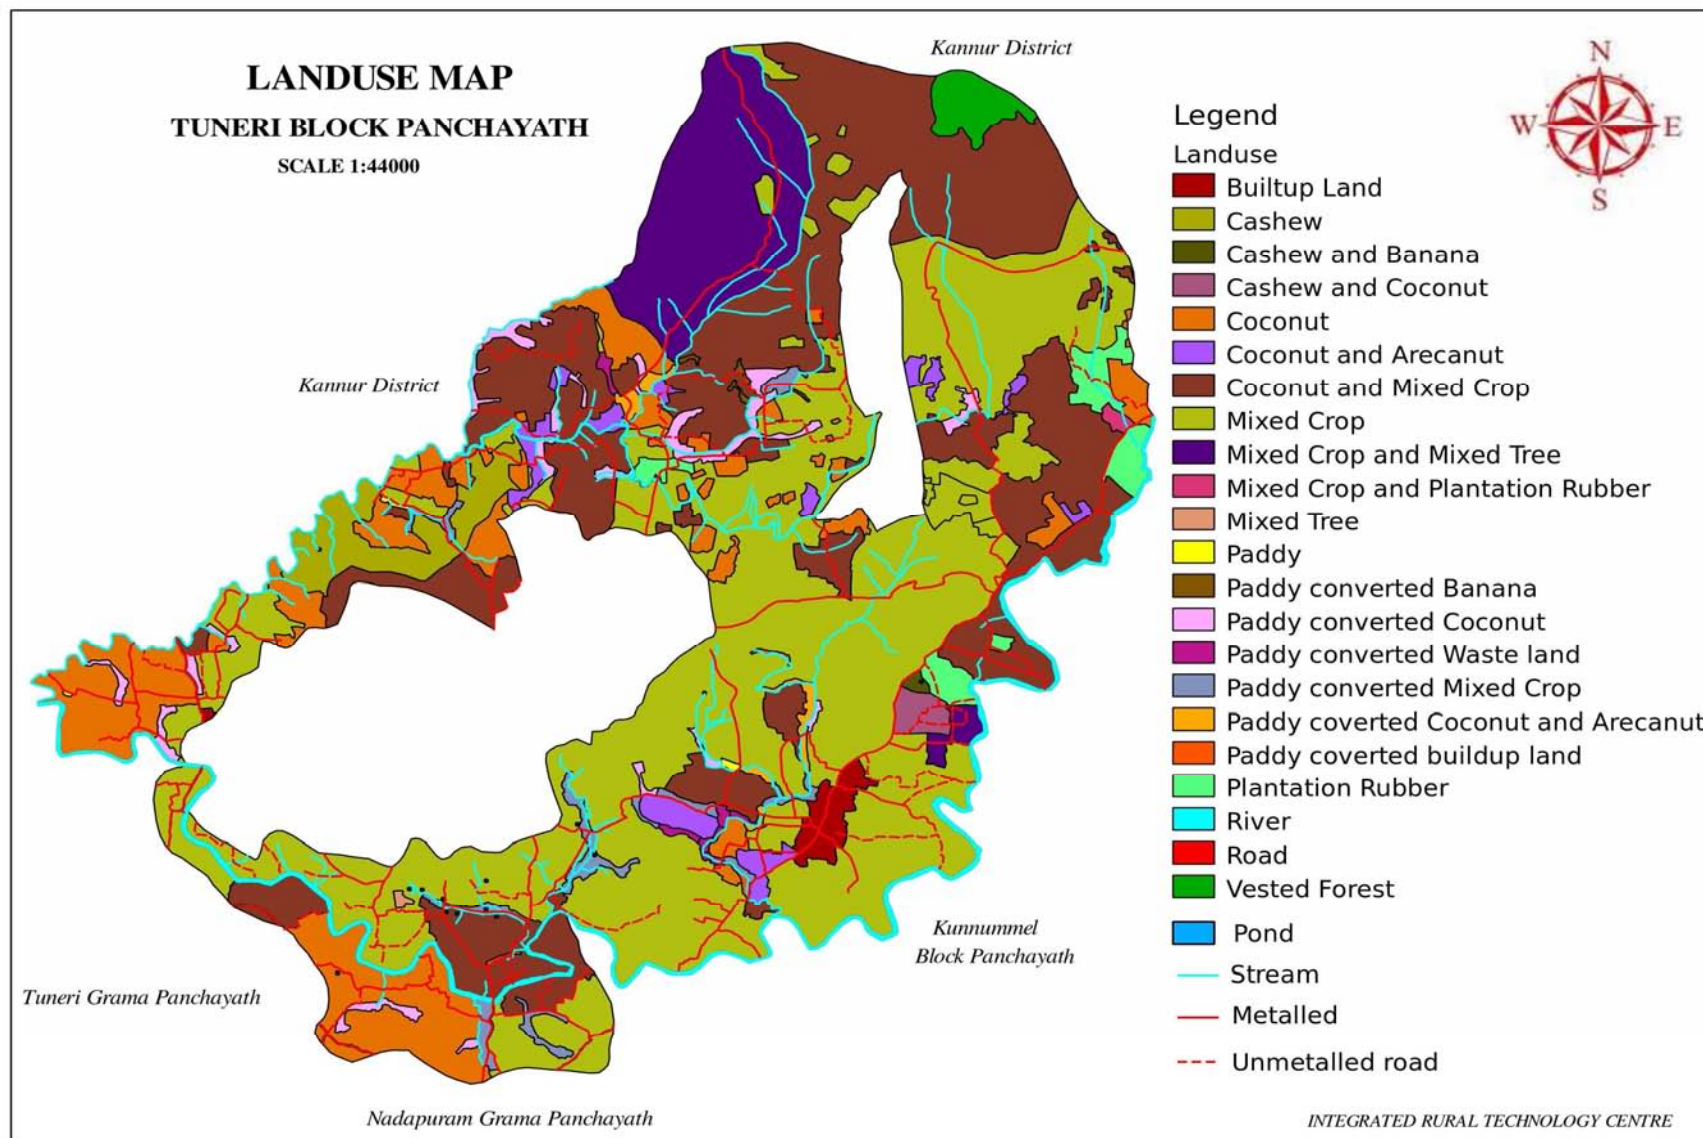 Kannur District
LANDUSE MAP
TUNERI BLOCK PANCHAYATH
SCALE 1:44000
N
W
E
S
Kannur District
Legend
Landuse
Builtup Land
Cashew
Cashew and Banana
Cashew and Coconut
Coconut
Coconut and Arecanut
Coconut and Mixed Crop
Mixed Crop
Mixed Crop and Mixed Tree
Mixed Crop and Plantation Rubber
Mixed Tree
Paddy
Paddy converted Banana
Paddy converted Coconut
Paddy converted Waste land
Paddy converted Mixed Crop
Paddy coverted Coconut and Arecanut
Paddy coverted buildup land
Plantation Rubber
River
Road
Vested Forest
Pond
Stream
Metalled
Unmetalled road
Kunnummel
Block Panchayath
Tuneri Grama Panchayath
Nadapuram Grama Panchayath
INTEGRATED RURAL TECHNOLOGY CENTRE